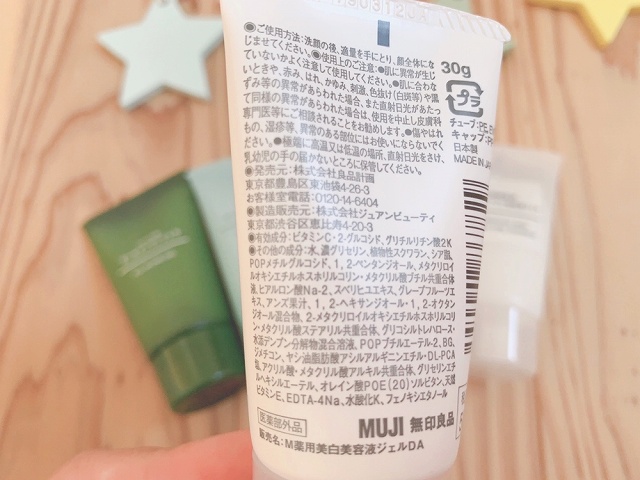 80312DA
●ご使用方法:洗顔の後、適量を手にとり、顔全体にな
じませてください。●使用上のご注意:●肌に異常が生じ
ていないかよく注意して使用してください。●肌に合わな
いときや、赤み、はれ、かゆみ、刺激、色抜け(白斑等)や黒
ずみ等の異常があらわれた場合、また直射日光があたっ
て同様の異常があらわれた場合は、使用を中止し皮膚科
専門医等にご相談されることをお勧めします。●傷やはれ
もの、湿疹等、異常のある部位にはお使いにならないでく
ださい。●極端に高温又は低温の場所、直射日光をさけ、
乳幼児の手の届かないところに保管してください。
●発売元:株式会社良品計画
東京都豊島区東池袋4-26-3
お客様室電話:0120-14-6404
●製造販売元:株式会社ジュアンビューティ
東京都渋谷区恵比寿4-20-3
●有効成分:ビタミンC・2-グルコシド、グリチルリチン酸2K
●その他の成分:水、濃グリセリン、植物性スクワラン、シア脂、
POPメチルグルコシド、1,2-ペンタンジオール、メタクリロイ
ルオキシエチルホスホリルコリン・メタクリル酸ブチル共重合体
液、ヒアルロン酸Na-2、スベリヒユエキス、グレープフルーツエ
キス、アンズ果汁、1,2-ヘキサンジオール・1,2-オクタン
ジオール混合物、2-メタクリロイルオキシエチルホスホリルコリ
ン・メタクリル酸ステアリル共重合体、グリコシルトレハロース・
水添デンプン分解物混合溶液、POPブチルエーテル-2、BG、
ジメチコン、ヤシ油脂肪酸アシルアルギニンエチル・DL-PCA
塩、アクリル酸・メタクリル酸アルキル共重合体、グリセリンエチ
ルヘキシルエーテル、オレイン酸POE(20)ソルビタン、天然
ビタミンE、EDTA-4Na、水酸化K、フェノキシエタノール
医薬部外品
MUJI 無印良品
販売名:M薬用美白美容液ジェルDA
30g
プラ
チューブ:PE,
キャップ:
日本製
MADE IN